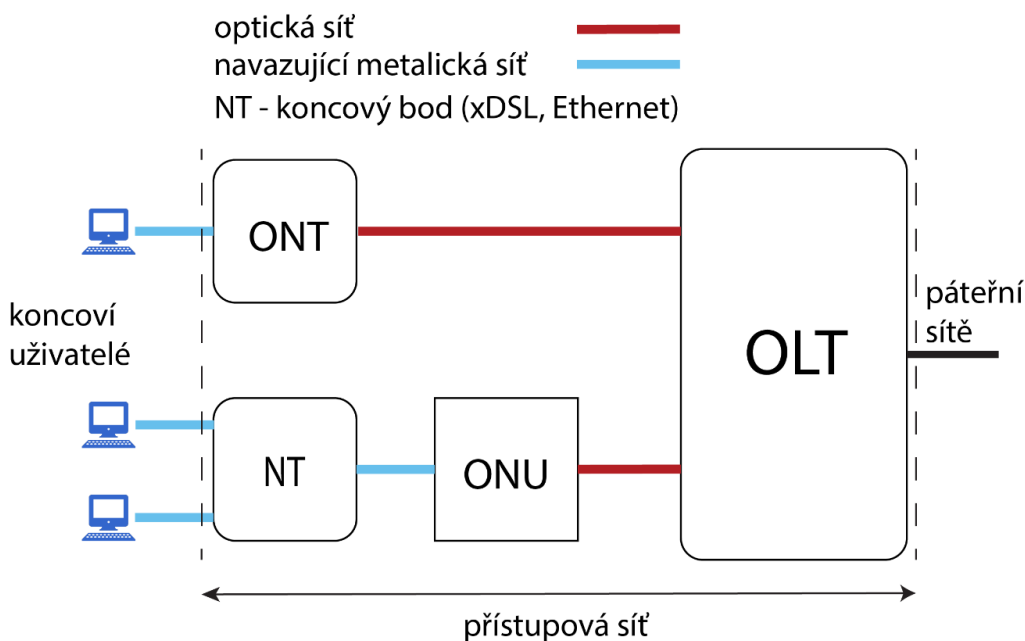 optická síť
navazující metalická síť
NT - koncový bod (xDSL, Ethernet)
ONT
koncoví
uživatelé
OLT
páteřní
sítě
NT
ONU
přístupová síť